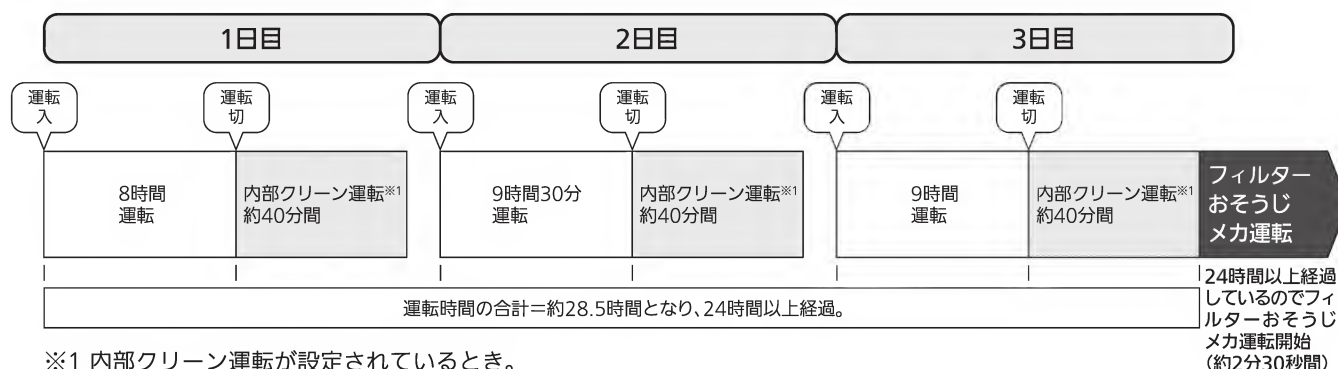 1日目
2日目
3日目
運転
入
運転
切
運転
入
運転
切
運転
入
運転
切
8時間
運転
内部クリーン運転※1
約40分間
9時間30分
運転
内部クリーン運転※1
約40分間
9時間
運転
内部クリーン運転※1
約40分間
フィルター
おそうじ
メカ運転
運転時間の合計=約28.5時間となり、24時間以上経過。
24時間以上経過
しているのでフィ
ルターおそうじ
メカ運転開始
(約2分30秒間)
※1 内部クリーン運転が設定されているとき。